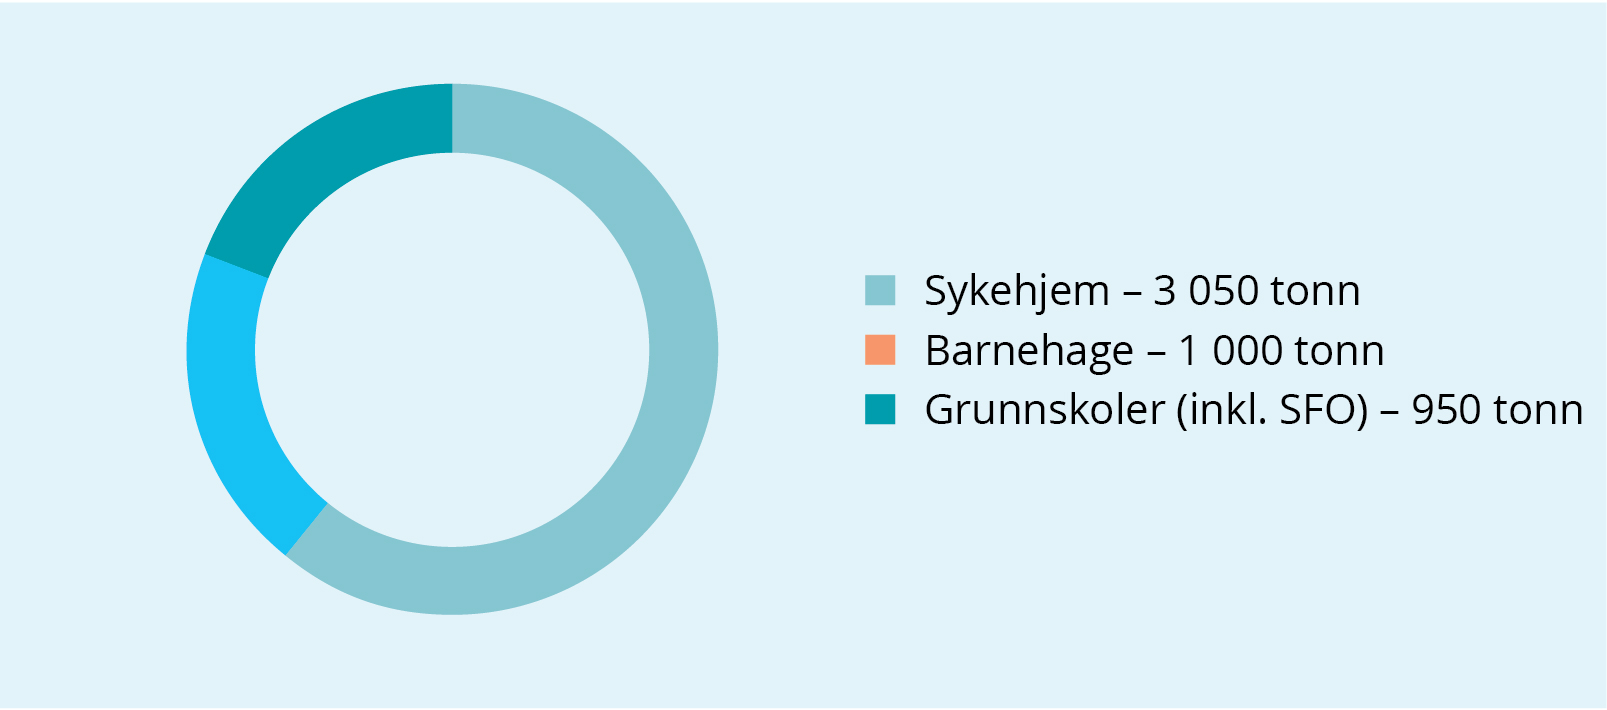 Sykehjem – 3 050 tonn
Barnehage – 1 000 tonn
Grunnskoler (inkl. SFO) – 950 tonn